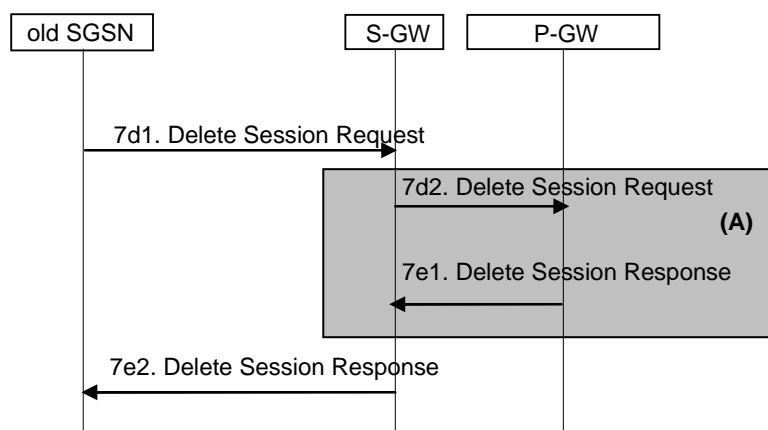 old SGSN
S-GW
P-GW
7d1. Delete Session Request
7d2. Delete Session Request
(A)
7e1. Delete Session Response
7e2. Delete Session Response